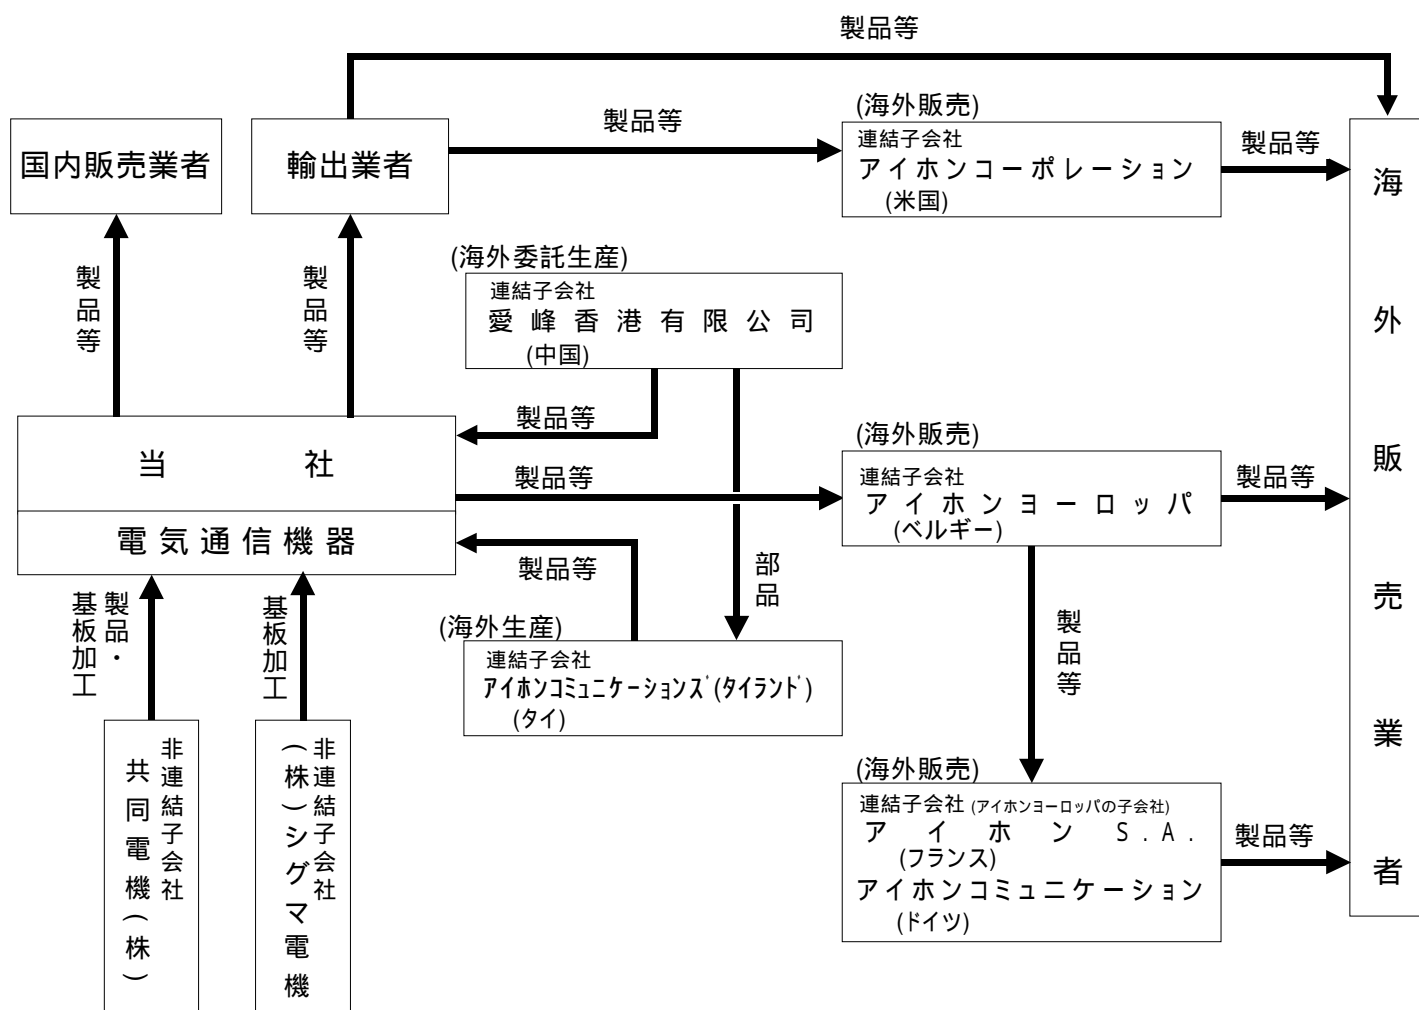 製品等
国内販売業者
輸出業者
製品等
(海外販売)
連結子会社
アイホンコーポレーション
(米国)
製品等
海外販売業者
製品等
製品等
(海外委託生産)
連結子会社
愛峰香港有限公司
(中国)
製品等
当社
電気通信機器
製品等
(海外販売)
連結子会社
アイホンヨーロッパ
(ベルギー)
製品等
製品等
部品
(海外生産)
連結子会社
アイホンコミュニケーションズ(タイランド)
(タイ)
製品等
製品・
基板加工
基板加工
非連結子会社
共同電機(株)
非連結子会社
(株)シグマ電機
(海外販売)
連結子会社(アイホンヨーロッパの子会社)
アイホンS.A.
(フランス)
アイホンコミュニケーション
(ドイツ)
製品等